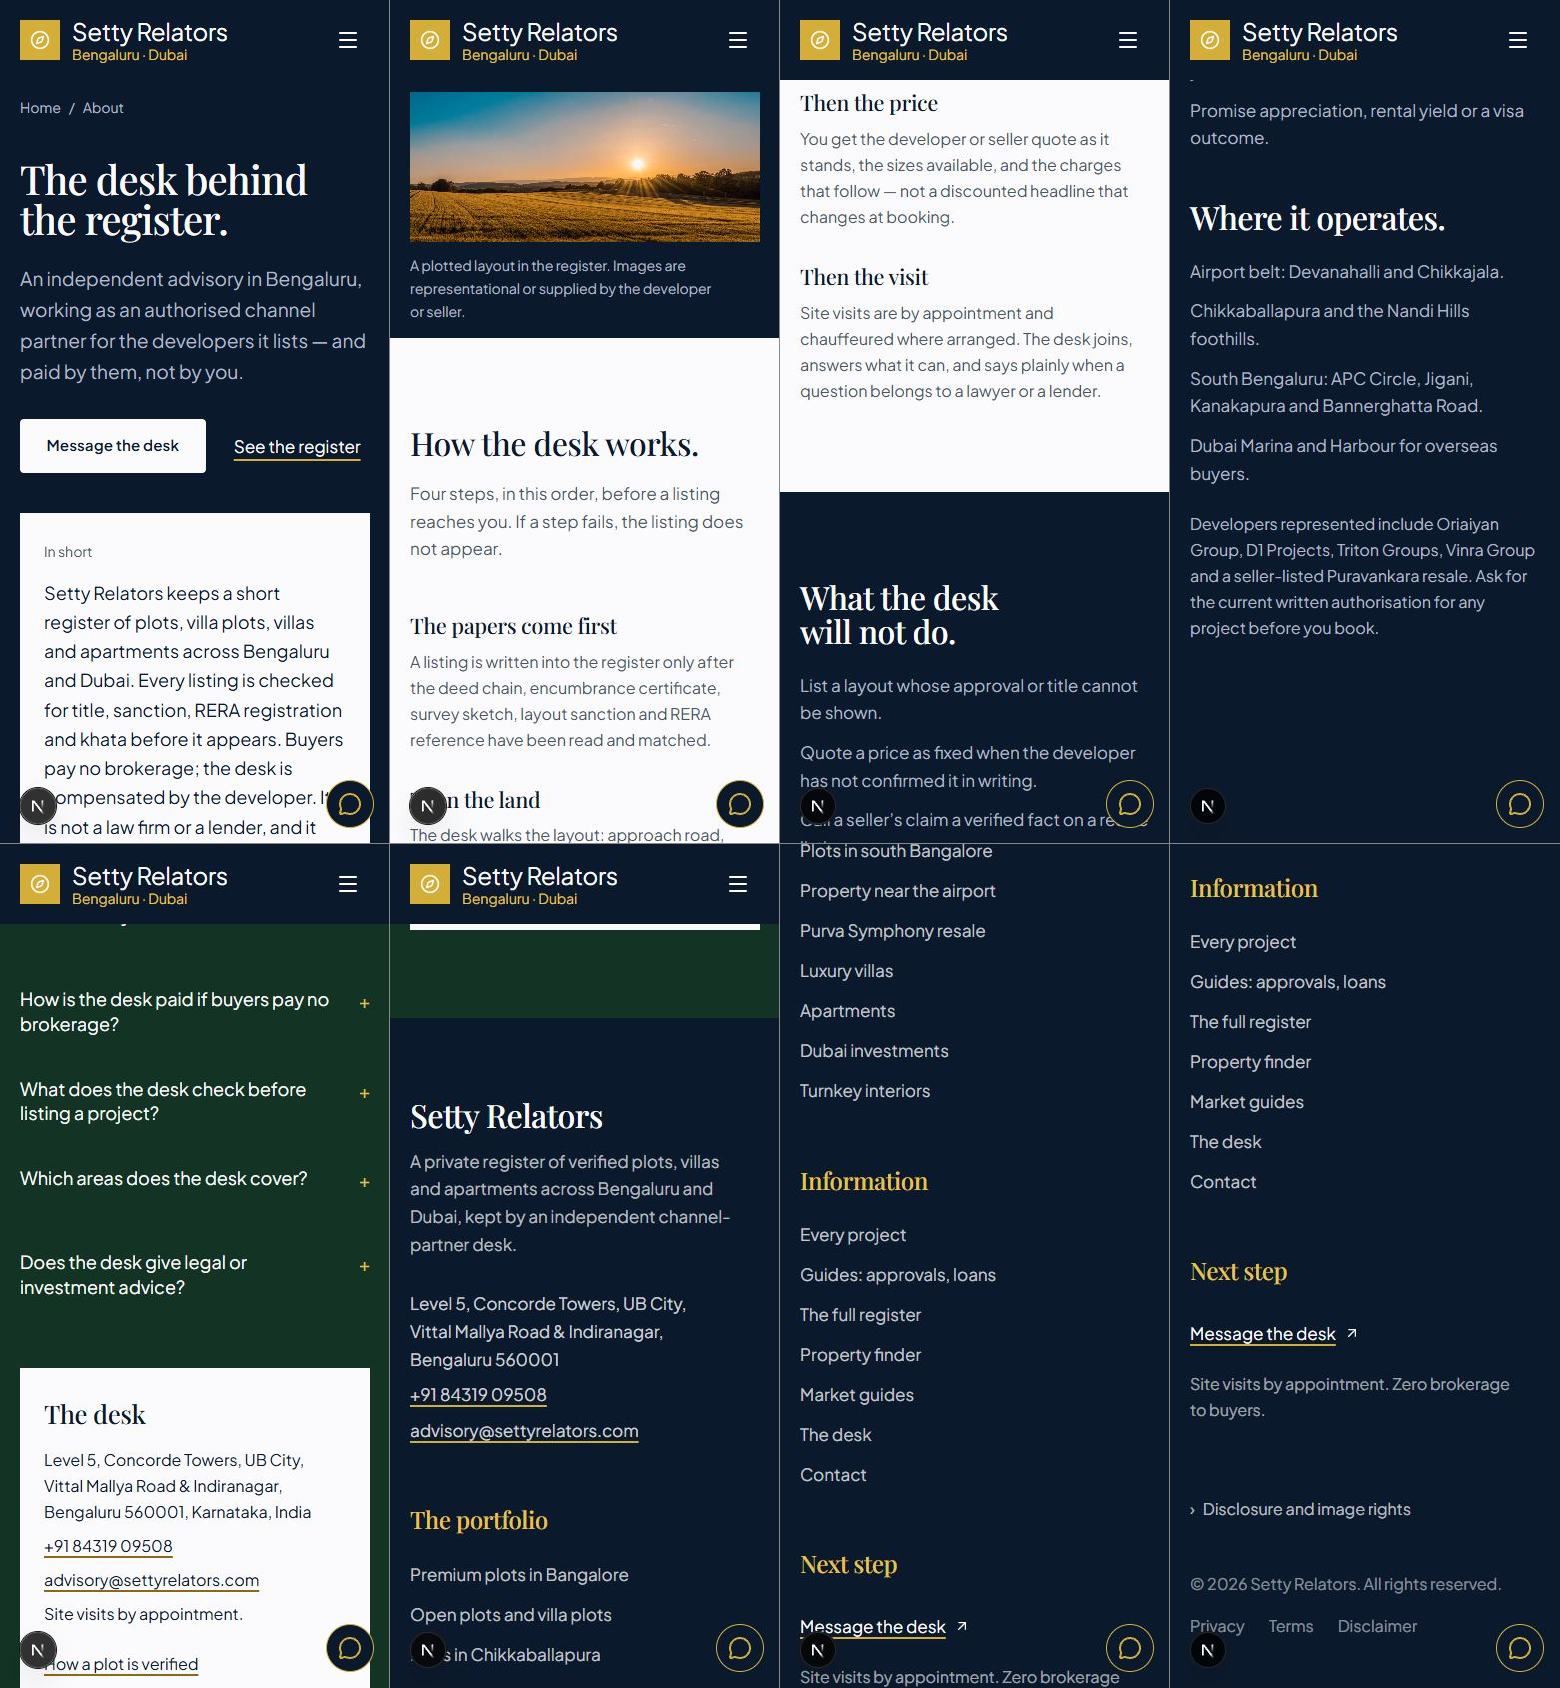 Setty Relators
Bengaluru · Dubai
Home / About
The desk behind
the register.
An independent advisory in Bengaluru,
working as an authorised channel
partner for the developers it lists — and
paid by them, not by you.
Message the desk
See the register
In short
Setty Relators keeps a short
register of plots, villa plots, villas
and apartments across Bengaluru
and Dubai. Every listing is checked
for title, sanction, RERA registration
and khata before it appears. Buyers
pay no brokerage; the desk is
compensated by the developer. It
is not a law firm or a lender, and it
N
Setty Relators
Bengaluru · Dubai
A plotted layout in the register. Images are
representational or supplied by the developer
or seller.
How the desk works.
Four steps, in this order, before a listing
reaches you. If a step fails, the listing does
not appear.
The papers come first
A listing is written into the register only after
the deed chain, encumbrance certificate,
survey sketch, layout sanction and RERA
reference have been read and matched.
n the land
The desk walks the layout: approach road,
N
Setty Relators
Bengaluru · Dubai
Then the price
You get the developer or seller quote as it
stands, the sizes available, and the charges
that follow — not a discounted headline that
changes at booking.
Then the visit
Site visits are by appointment and
chauffeured where arranged. The desk joins,
answers what it can, and says plainly when a
question belongs to a lawyer or a lender.
What the desk
will not do.
List a layout whose approval or title cannot
be shown.
Quote a price as fixed when the developer
has not confirmed it in writing.
a seller's claim a verified fact on a
N
Setty Relators
Bengaluru · Dubai
Promise appreciation, rental yield or a visa
outcome.
Where it operates.
Airport belt: Devanahalli and Chikkajala.
Chikkaballapura and the Nandi Hills
foothills.
South Bengaluru: APC Circle, Jigani,
Kanakapura and Bannerghatta Road.
Dubai Marina and Harbour for overseas
buyers.
Developers represented include Oriaiyan
Group, D1 Projects, Triton Groups, Vinra Group
and a seller-listed Puravankara resale. Ask for
the current written authorisation for any
project before you book.
N
Setty Relators
Bengaluru · Dubai
How is the desk paid if buyers pay no
brokerage?
+
What does the desk check before
listing a project?
+
Which areas does the desk cover?
+
Does the desk give legal or
investment advice?
+
The desk
Level 5, Concorde Towers, UB City,
Vittal Mallya Road & Indiranagar,
Bengaluru 560001, Karnataka, India
+91 84319 09508
advisory@settyrelators.com
Site visits by appointment.
How a plot is verified
N
Setty Relators
Bengaluru · Dubai
Setty Relators
A private register of verified plots, villas
and apartments across Bengaluru and
Dubai, kept by an independent channel-
partner desk.
Level 5, Concorde Towers, UB City,
Vittal Mallya Road & Indiranagar,
Bengaluru 560001
+91 84319 09508
advisory@settyrelators.com
The portfolio
Premium plots in Bangalore
Open plots and villa plots
s in Chikkaballapura
N
Plots in south Bangalore
Property near the airport
Purva Symphony resale
Luxury villas
Apartments
Dubai investments
Turnkey interiors
Information
Every project
Guides: approvals, loans
The full register
Property finder
Market guides
The desk
Contact
Next step
Message the desk
N
Site visits by appointment. Zero brokerage
Information
Every project
Guides: approvals, loans
The full register
Property finder
Market guides
The desk
Contact
Next step
Message the desk
Site visits by appointment. Zero brokerage
to buyers.
› Disclosure and image rights
© 2026 Setty Relators. All rights reserved.
Privacy Terms Disclaimer
N